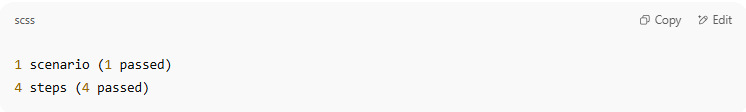 scss Copy Edit
1 scenario (1 passed)
4 steps (4 passed)